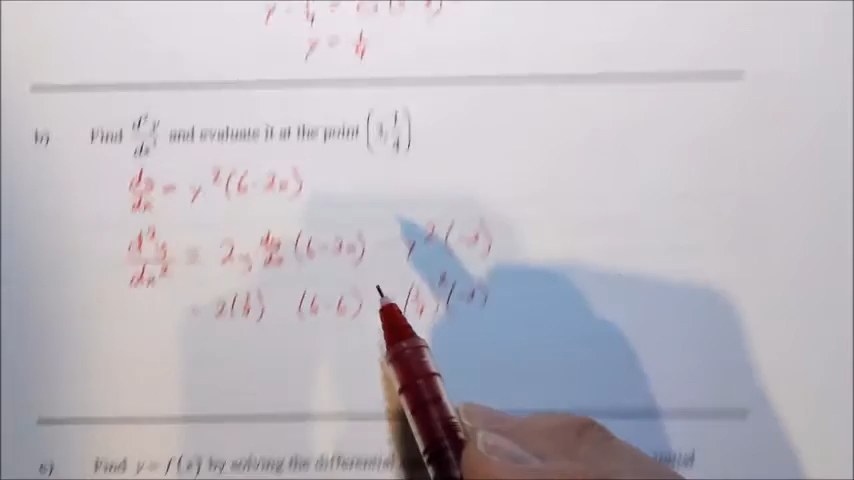 y = 1/4
b) Find d²y/dx² and evaluate it at the point (3, 1/4)
dy/dx = y²(6-2x)
d²y/dx² = 2y dy/dx (6-2x) y²(-2)
= 2(1/4) (6-6) (1/4)²(-2)
c) Find y = f(x) by solving the differential initial